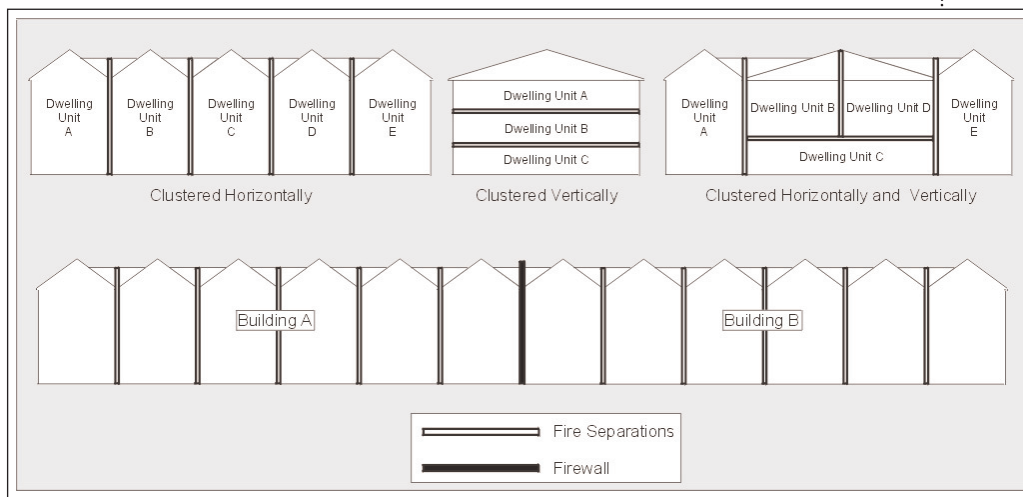 Dwelling
Unit
A
Dwelling
Unit
B
Dwelling
Unit
C
Dwelling
Unit
D
Dwelling
Unit
E
Clustered Horizontally
Dwelling Unit A
Dwelling Unit B
Dwelling Unit C
Clustered Vertically
Dwelling
Unit
A
Dwelling Unit B
Dwelling Unit D
Dwelling Unit C
Dwelling
Unit
E
Clustered Horizontally and Vertically
Building A
Building B
Fire Separations
Firewall